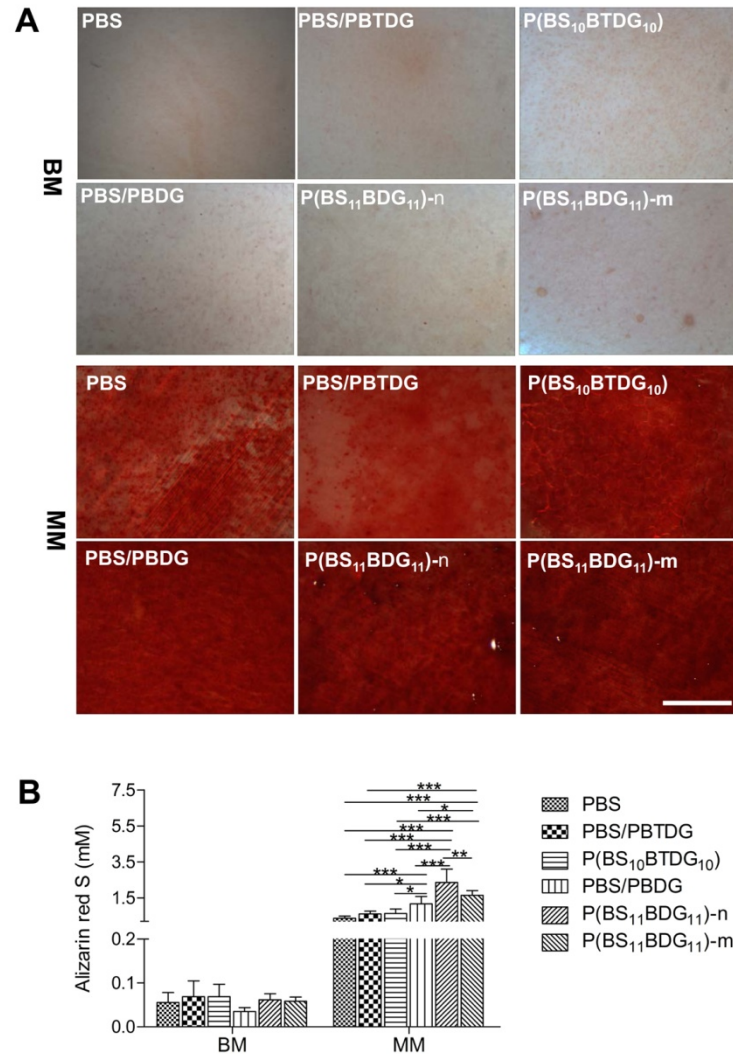 A
BM
PBS
PBS/PBTDG
P(BS₁₀BTDG₁₀)
PBS/PBDG
P(BS₁₁BDG₁₁)-n
P(BS₁₁BDG₁₁)-m
MM
PBS
PBS/PBTDG
P(BS₁₀BTDG₁₀)
PBS/PBDG
P(BS₁₁BDG₁₁)-n
P(BS₁₁BDG₁₁)-m
B
Alizarin red S (mM)
7.5
5.5
3.5
1.5
0.2
0.1
0.0
***
***
*
***
***
***
***
**
***
***
*
*
BM
MM
PBS
PBS/PBTDG
P(BS₁₀BTDG₁₀)
PBS/PBDG
P(BS₁₁BDG₁₁)-n
P(BS₁₁BDG₁₁)-m